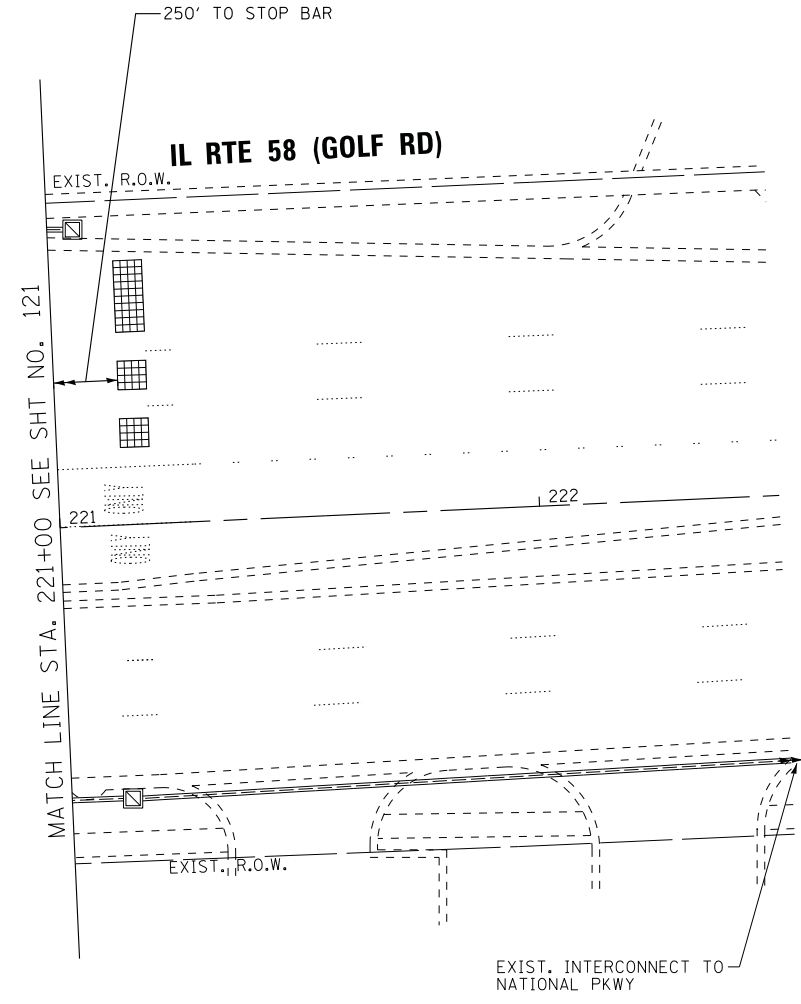 250' TO STOP BAR
IL RTE 58 (GOLF RD)
EXIST. R.O.W.
MATCH LINE STA. 221+00 SEE SHT NO. 121
222
221
EXIST. R.O.W.
EXIST. INTERCONNECT TO
NATIONAL PKWY